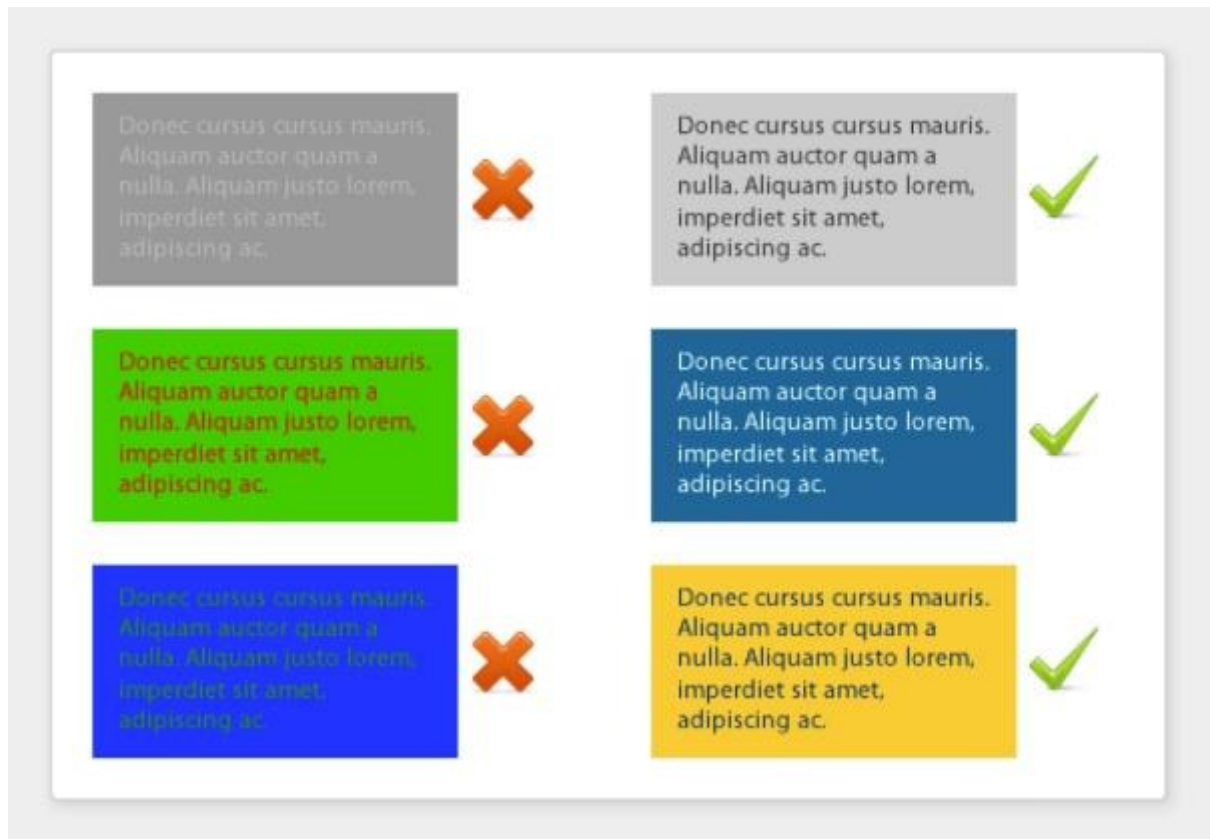 Donec cursus cursus mauris.
Aliquam auctor quam a
nulla. Aliquam justo lorem,
imperdiet sit amet,
adipiscing ac.
Donec cursus cursus mauris.
Aliquam auctor quam a
nulla. Aliquam justo lorem,
imperdiet sit amet,
adipiscing ac.
Donec cursus cursus mauris.
Aliquam auctor quam a
nulla. Aliquam justo lorem,
imperdiet sit amet,
adipiscing ac.
Donec cursus cursus mauris.
Aliquam auctor quam a
nulla. Aliquam justo lorem,
imperdiet sit amet,
adipiscing ac.
Donec cursus cursus mauris.
Aliquam auctor quam a
nulla. Aliquam justo lorem,
imperdiet sit amet,
adipiscing ac.
Donec cursus cursus mauris.
Aliquam auctor quam a
nulla. Aliquam justo lorem,
imperdiet sit amet,
adipiscing ac.